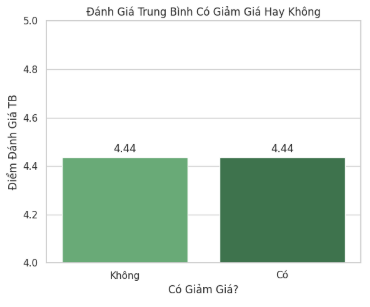 Đánh Giá Trung Bình Có Giảm Giá Hay Không
5.0
4.8
4.6
4.4
4.2
4.0
Điểm Đánh Giá TB
4.44
4.44
Không
Có
Có Giảm Giá?